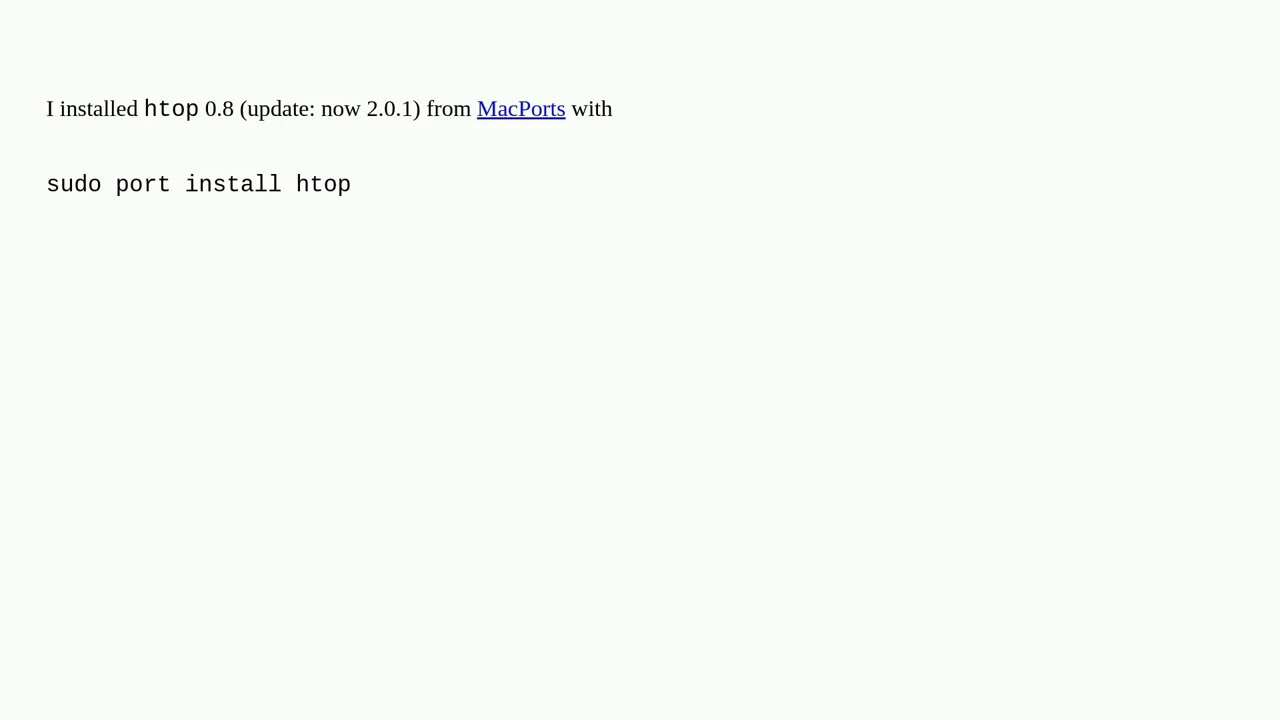 I installed htop 0.8 (update: now 2.0.1) from MacPorts with
sudo port install htop